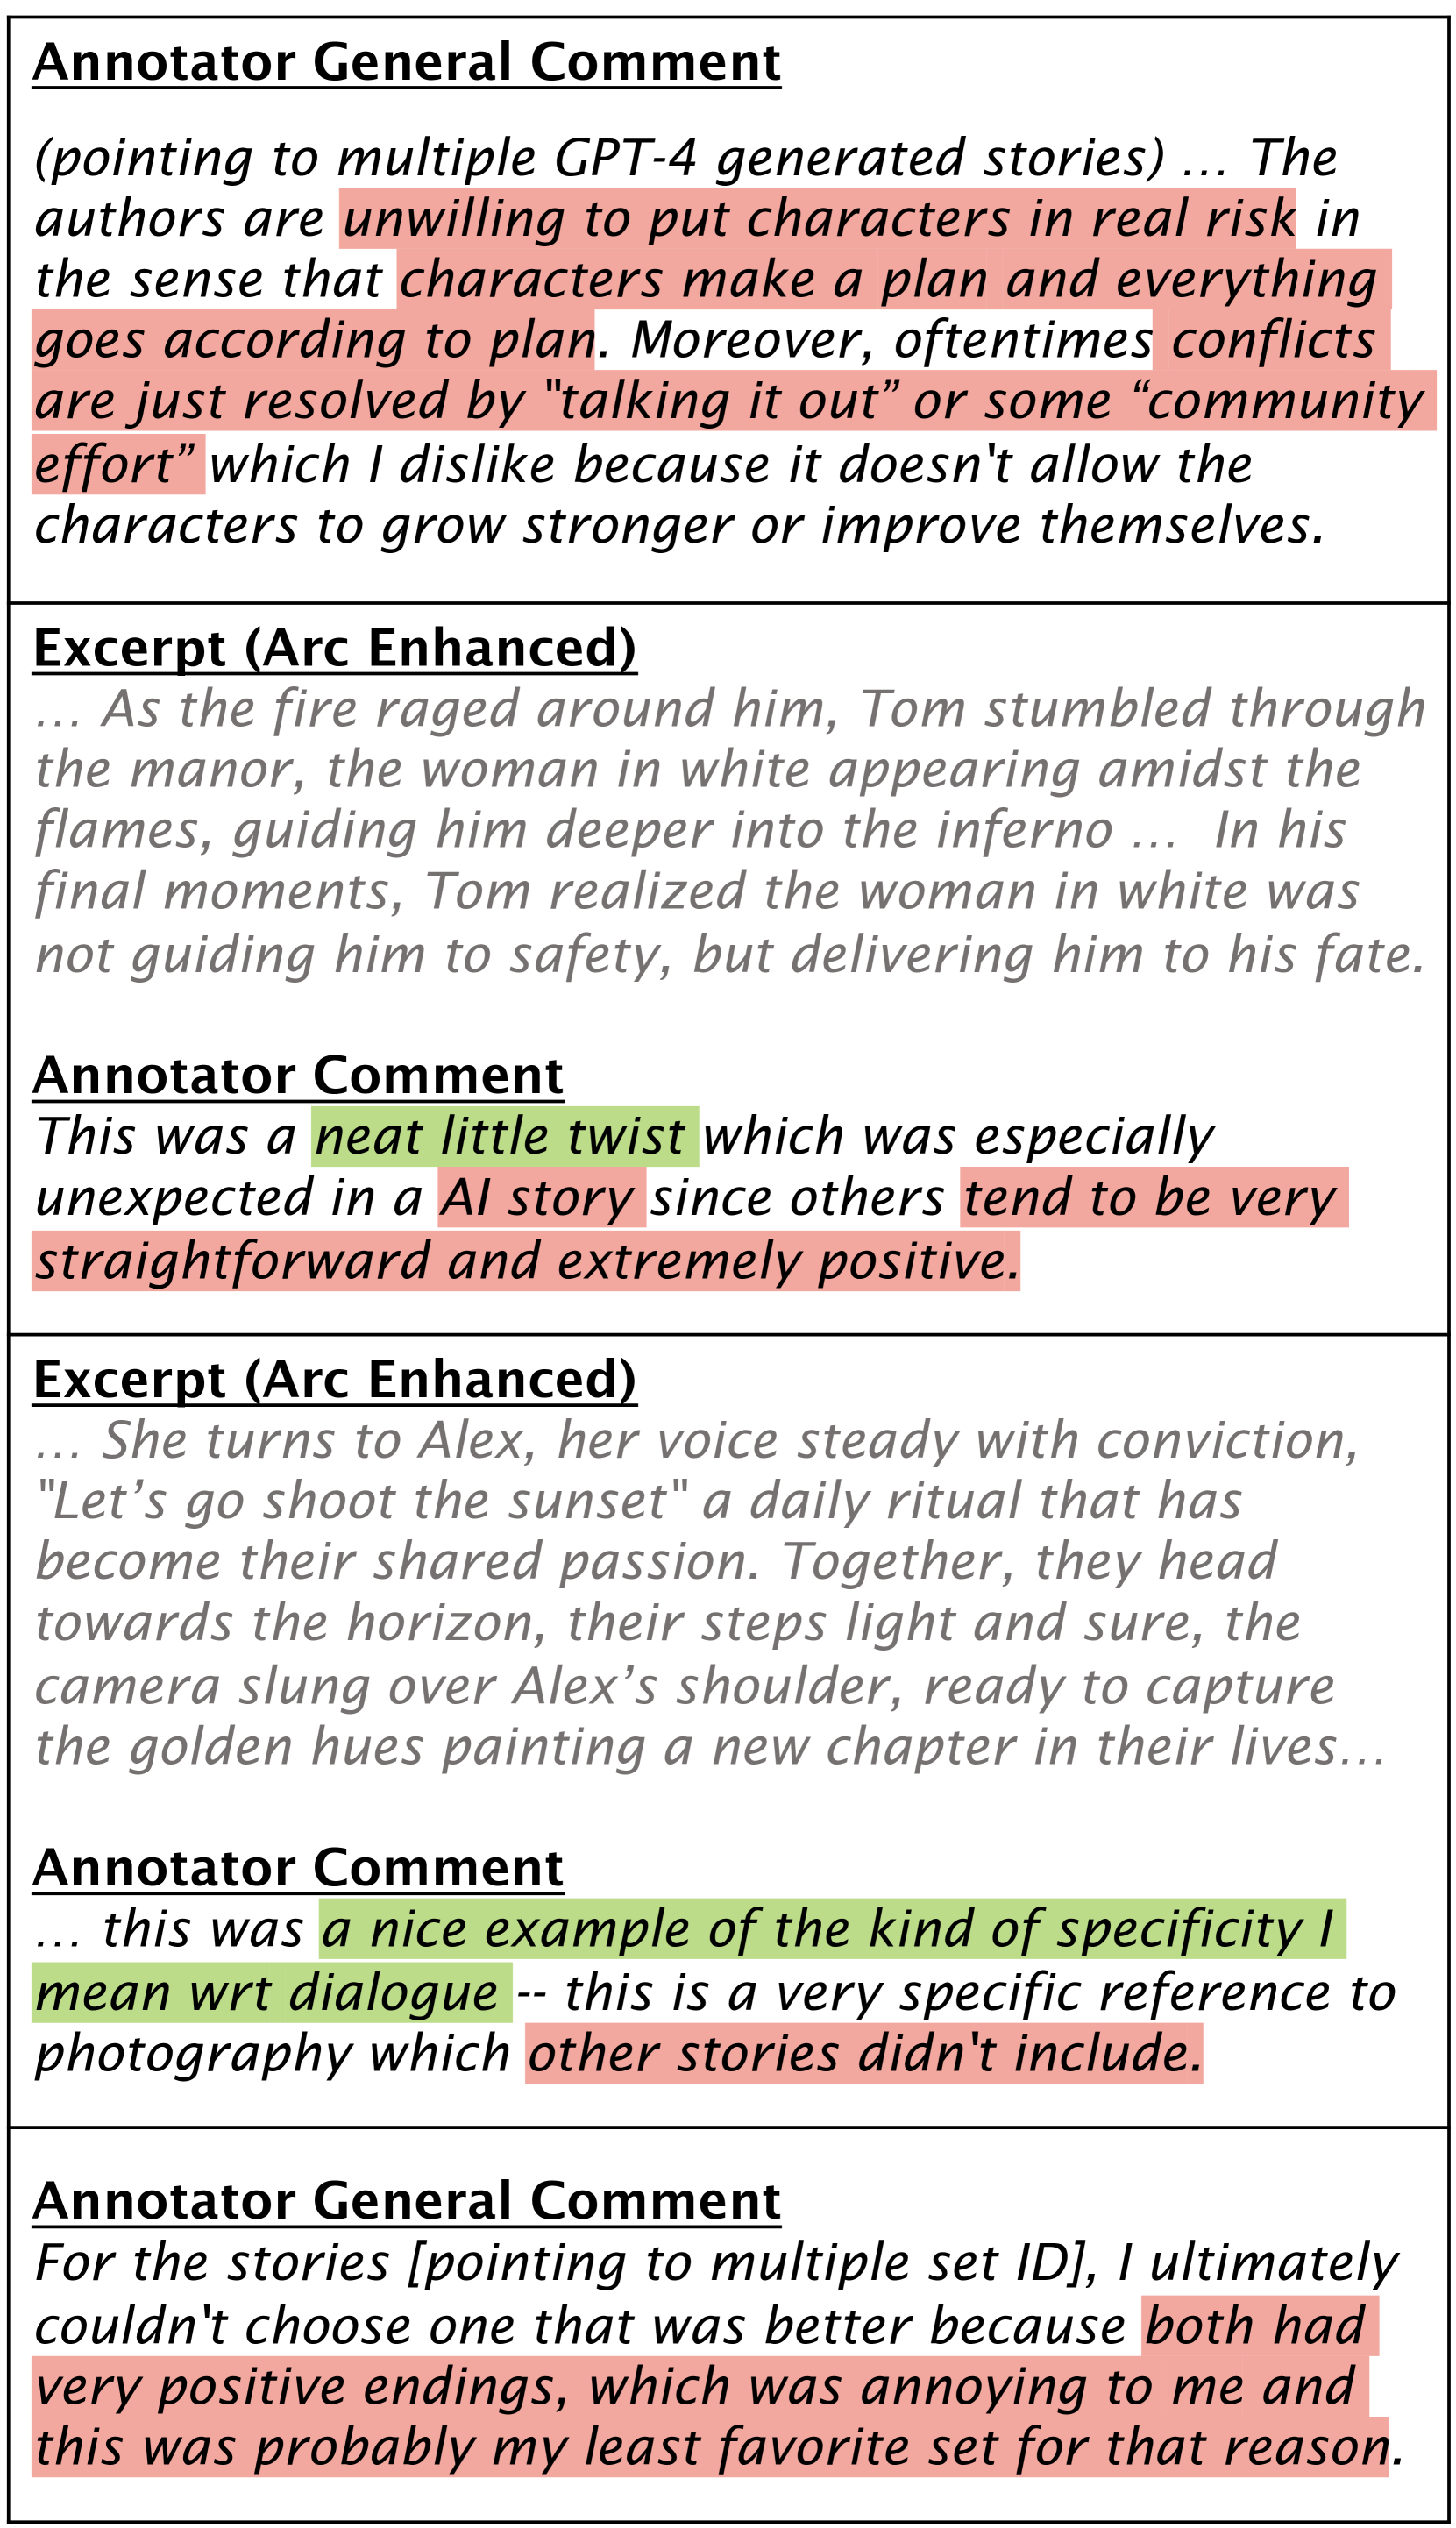 Annotator General Comment
(pointing to multiple GPT-4 generated stories) … The
authors are unwilling to put characters in real risk in
the sense that characters make a plan and everything
goes according to plan. Moreover, oftentimes conflicts
are just resolved by "talking it out” or some “community
effort” which I dislike because it doesn't allow the
characters to grow stronger or improve themselves.
Excerpt (Arc Enhanced)
… As the fire raged around him, Tom stumbled through
the manor, the woman in white appearing amidst the
flames, guiding him deeper into the inferno … In his
final moments, Tom realized the woman in white was
not guiding him to safety, but delivering him to his fate.
Annotator Comment
This was a neat little twist which was especially
unexpected in a AI story since others tend to be very
straightforward and extremely positive.
Excerpt (Arc Enhanced)
… She turns to Alex, her voice steady with conviction,
"Let’s go shoot the sunset" a daily ritual that has
become their shared passion. Together, they head
towards the horizon, their steps light and sure, the
camera slung over Alex’s shoulder, ready to capture
the golden hues painting a new chapter in their lives…
Annotator Comment
… this was a nice example of the kind of specificity I
mean wrt dialogue -- this is a very specific reference to
photography which other stories didn't include.
Annotator General Comment
For the stories [pointing to multiple set ID], I ultimately
couldn't choose one that was better because both had
very positive endings, which was annoying to me and
this was probably my least favorite set for that reason.